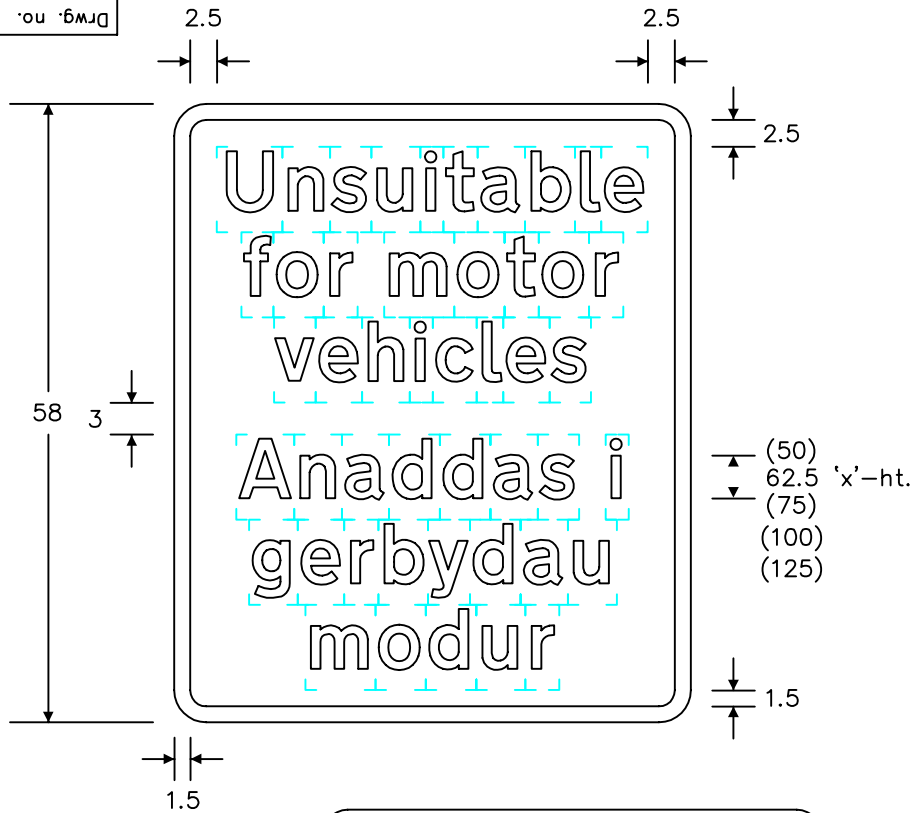 Drwg. no.
2.5 2.5
2.5
Unsuitable
for motor
vehicles
58
3
Anaddas i
gerbydau
modur
(50)
62.5 'x'-ht.
(75)
(100)
(125)
1.5
1.5